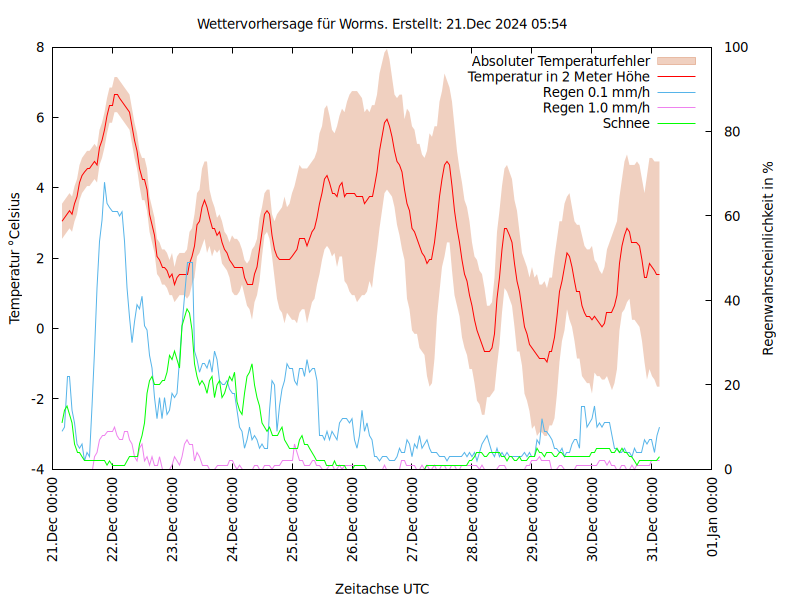 Wettervorhersage für Worms. Erstellt: 21.Dec 2024 05:54
Absoluter Temperaturfehler
Temperatur in 2 Meter Höhe
Regen 0.1 mm/h
Regen 1.0 mm/h
Schnee
Temperatur °Celsius
8
6
4
2
0
-2
-4
100
80
60
40
20
0
Regenwahrscheinlichkeit in %
21.Dec 00:00
22.Dec 00:00
23.Dec 00:00
24.Dec 00:00
25.Dec 00:00
26.Dec 00:00
27.Dec 00:00
28.Dec 00:00
29.Dec 00:00
30.Dec 00:00
31.Dec 00:00
01.Jan 00:00
Zeitachse UTC